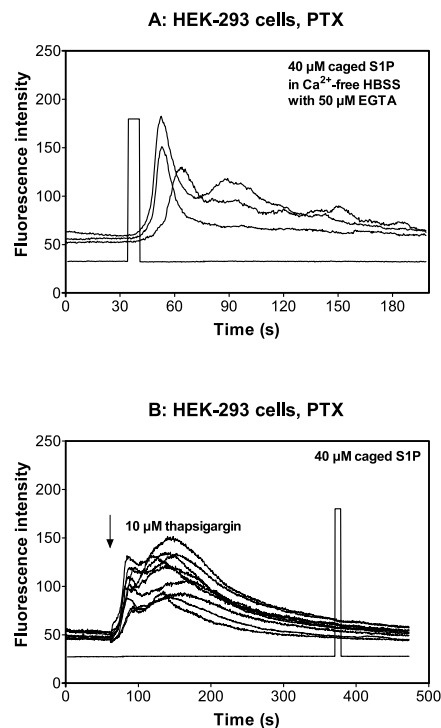 A: HEK-293 cells, PTX
40 µM caged S1P
in Ca²⁺-free HBSS
with 50 µM EGTA
Fluorescence intensity
250
200
150
100
50
0
0 30 60 90 120 150 180
Time (s)
B: HEK-293 cells, PTX
40 µM caged S1P
10 µM thapsigargin
Fluorescence intensity
250
200
150
100
50
0
0 100 200 300 400 500
Time (s)